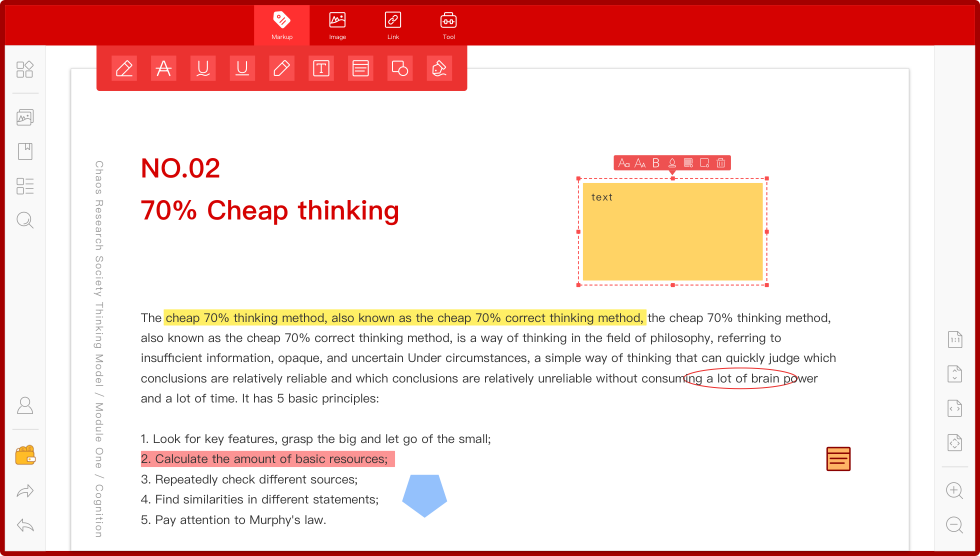 Markup
Image
Link
Tool
NO.02
70% Cheap thinking
text
Chaos Research Society Thinking Model / Module One / Cognition
The cheap 70% thinking method, also known as the cheap 70% correct thinking method, the cheap 70% thinking method,
also known as the cheap 70% correct thinking method, is a way of thinking in the field of philosophy, referring to
insufficient information, opaque, and uncertain Under circumstances, a simple way of thinking that can quickly judge which
conclusions are relatively reliable and which conclusions are relatively unreliable without consuming a lot of brain power
and a lot of time. It has 5 basic principles:
1. Look for key features, grasp the big and let go of the small;
2. Calculate the amount of basic resources;
3. Repeatedly check different sources;
4. Find similarities in different statements;
5. Pay attention to Murphy's law.
1:1